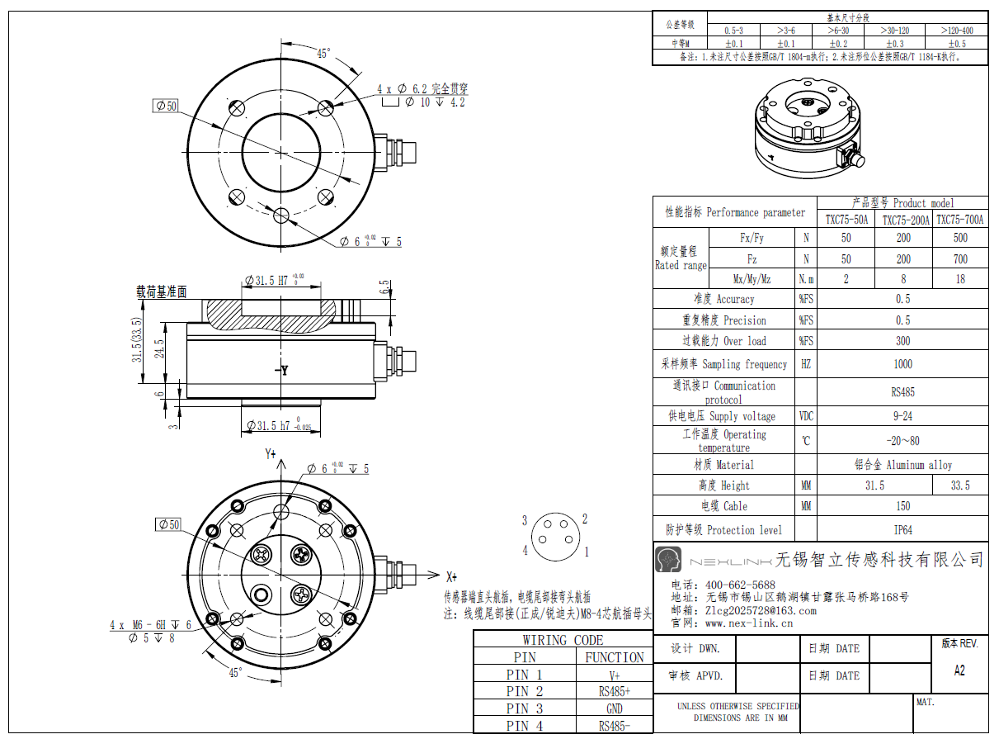 公差等级 基本尺寸分段
0.5-3 >3-6 >6-30 >30-120 >120-400
中等M ±0.1 ±0.1 ±0.2 ±0.3 ±0.5
备注：1.未注尺寸公差按照GB/T 1804-m执行；2.未注形位公差按照GB/T 1184-K执行。
45°
4 x Ø 6.2 完全贯穿
⌴ Ø 10 ↧ 4.2
Ø50
Ø 6 +0.02 0 ↧ 5
Ø31.5 H7 +0.03 0
载荷基准面
6.5
31.5(33.5)
24.5
-Y
6
3
Ø31.5 h7 0 -0.025
Y+
Ø 6 +0.02 0 ↧ 5
Ø50
X+
4 x M6 - 6H ↧ 6
Ø 5 ↧ 8
45°
3 2
4 1
传感器端直头航插，电缆尾部接弯头航插
注：线缆尾部接(正成/锐迪夫)M8-4芯航插母头
WIRING CODE
PIN FUNCTION
PIN 1 V+
PIN 2 RS485+
PIN 3 GND
PIN 4 RS485-
-Y
性能指标 Performance parameter 产品型号 Product model
TXC75-50A TXC75-200A TXC75-700A
额定量程 Rated range Fx/Fy N 50 200 500
Fz N 50 200 700
Mx/My/Mz N.m 2 8 18
准度 Accuracy %FS 0.5
重复精度 Precision %FS 0.5
过载能力 Over load %FS 300
采样频率 Sampling frequency HZ 1000
通讯接口 Communication protocol RS485
供电电压 Supply voltage VDC 9-24
工作温度 Operating temperature ℃ -20~80
材质 Material 铝合金 Aluminum alloy
高度 Height MM 31.5 33.5
电缆 Cable MM 150
防护等级 Protection level IP64
NEXLINK 无锡智立传感科技有限公司
电话：400-662-5688
地址：无锡市锡山区鹅湖镇甘露张马桥路168号
邮箱：Zlcg2025728@163.com
官网：www.nex-link.cn
设计 DWN. 日期 DATE 版本 REV.
审核 APVD. 日期 DATE A2
UNLESS OTHERWISE SPECIFIED MAT.
DIMENSIONS ARE IN MM